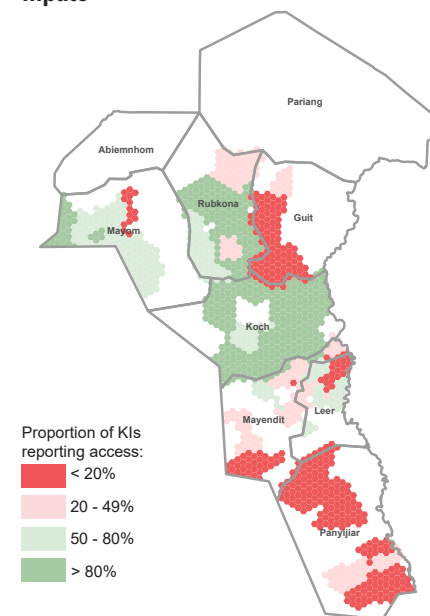 inputs
Pariang
Abiemnhom
Rubkona
Guit
Mayom
Koch
Mayendit
Leer
Panyijiar
Proportion of KIs
reporting access:
< 20%
20 - 49%
50 - 80%
> 80%